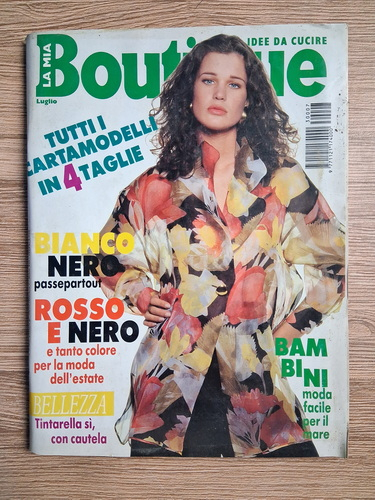 LA MIA
Boutique
IDEE DA CUCIRE
Luglio
TUTTI I
CARTAMODELLI
IN 4 TAGLIE
BIANCO
NERO
passepartout
ROSSO
E NERO
e tanto colore
per la moda
dell'estate
BELLEZZA
Tintarella sì,
con cautela
BAM
BI
NI
moda
facile
per il
mare